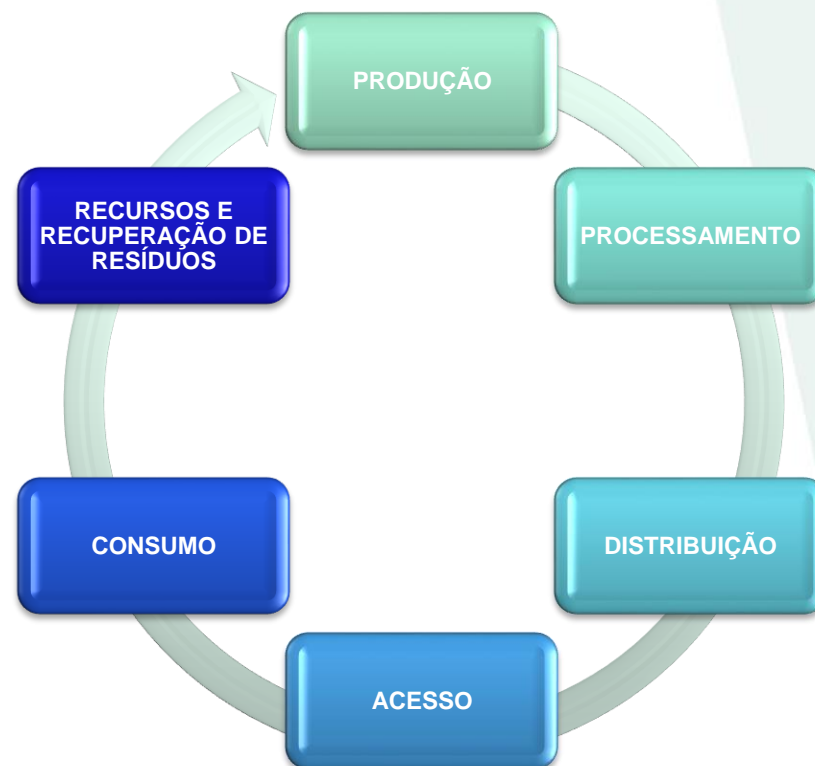 PRODUÇÃO
PROCESSAMENTO
DISTRIBUIÇÃO
ACESSO
CONSUMO
RECURSOS E
RECUPERAÇÃO DE
RESÍDUOS